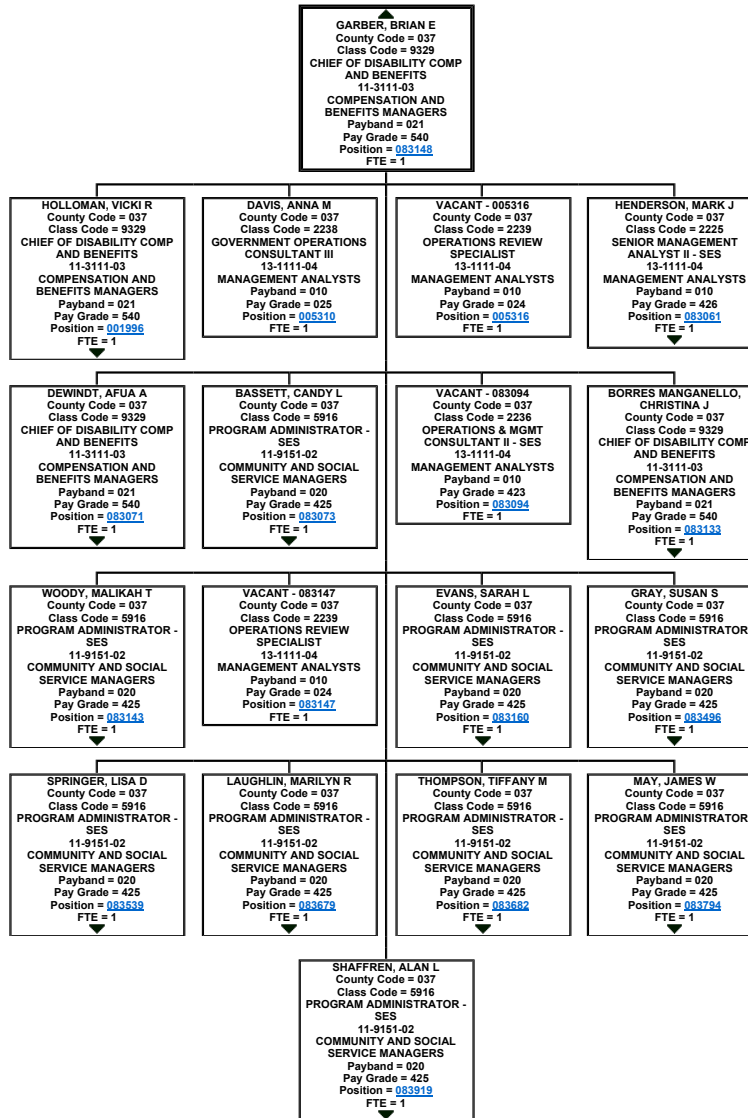 GARBER, BRIAN E
County Code = 037
Class Code = 9329
CHIEF OF DISABILITY COMP
AND BENEFITS
11-3111-03
COMPENSATION AND
BENEFITS MANAGERS
Payband = 021
Pay Grade = 540
Position = 083148
FTE = 1
HOLLOMAN, VICKI R
County Code = 037
Class Code = 9329
CHIEF OF DISABILITY COMP
AND BENEFITS
11-3111-03
COMPENSATION AND
BENEFITS MANAGERS
Payband = 021
Pay Grade = 540
Position = 001996
FTE = 1
DAVIS, ANNA M
County Code = 037
Class Code = 2238
GOVERNMENT OPERATIONS
CONSULTANT III
13-1111-04
MANAGEMENT ANALYSTS
Payband = 010
Pay Grade = 025
Position = 005310
FTE = 1
VACANT - 005316
County Code = 037
Class Code = 2239
OPERATIONS REVIEW
SPECIALIST
13-1111-04
MANAGEMENT ANALYSTS
Payband = 010
Pay Grade = 024
Position = 005316
FTE = 1
HENDERSON, MARK J
County Code = 037
Class Code = 2225
SENIOR MANAGEMENT
ANALYST II - SES
13-1111-04
MANAGEMENT ANALYSTS
Payband = 010
Pay Grade = 426
Position = 083061
FTE = 1
DEWINDT, AFUA A
County Code = 037
Class Code = 9329
CHIEF OF DISABILITY COMP
AND BENEFITS
11-3111-03
COMPENSATION AND
BENEFITS MANAGERS
Payband = 021
Pay Grade = 540
Position = 083071
FTE = 1
BASSETT, CANDY L
County Code = 037
Class Code = 5916
PROGRAM ADMINISTRATOR -
SES
11-9151-02
COMMUNITY AND SOCIAL
SERVICE MANAGERS
Payband = 020
Pay Grade = 425
Position = 083073
FTE = 1
VACANT - 083094
County Code = 037
Class Code = 2236
OPERATIONS & MGMT
CONSULTANT II - SES
13-1111-04
MANAGEMENT ANALYSTS
Payband = 010
Pay Grade = 423
Position = 083094
FTE = 1
BORRES MANGANELLO,
CHRISTINA J
County Code = 037
Class Code = 9329
CHIEF OF DISABILITY COMP
AND BENEFITS
11-3111-03
COMPENSATION AND
BENEFITS MANAGERS
Payband = 021
Pay Grade = 540
Position = 083133
FTE = 1
WOODY, MALIKAH T
County Code = 037
Class Code = 5916
PROGRAM ADMINISTRATOR -
SES
11-9151-02
COMMUNITY AND SOCIAL
SERVICE MANAGERS
Payband = 020
Pay Grade = 425
Position = 083143
FTE = 1
VACANT - 083147
County Code = 037
Class Code = 2239
OPERATIONS REVIEW
SPECIALIST
13-1111-04
MANAGEMENT ANALYSTS
Payband = 010
Pay Grade = 024
Position = 083147
FTE = 1
EVANS, SARAH L
County Code = 037
Class Code = 5916
PROGRAM ADMINISTRATOR -
SES
11-9151-02
COMMUNITY AND SOCIAL
SERVICE MANAGERS
Payband = 020
Pay Grade = 425
Position = 083160
FTE = 1
GRAY, SUSAN S
County Code = 037
Class Code = 5916
PROGRAM ADMINISTRATOR
SES
11-9151-02
COMMUNITY AND SOCIAL
SERVICE MANAGERS
Payband = 020
Pay Grade = 425
Position = 083496
FTE = 1
SPRINGER, LISA D
County Code = 037
Class Code = 5916
PROGRAM ADMINISTRATOR -
SES
11-9151-02
COMMUNITY AND SOCIAL
SERVICE MANAGERS
Payband = 020
Pay Grade = 425
Position = 083539
FTE = 1
LAUGHLIN, MARILYN R
County Code = 037
Class Code = 5916
PROGRAM ADMINISTRATOR -
SES
11-9151-02
COMMUNITY AND SOCIAL
SERVICE MANAGERS
Payband = 020
Pay Grade = 425
Position = 083679
FTE = 1
THOMPSON, TIFFANY M
County Code = 037
Class Code = 5916
PROGRAM ADMINISTRATOR -
SES
11-9151-02
COMMUNITY AND SOCIAL
SERVICE MANAGERS
Payband = 020
Pay Grade = 425
Position = 083682
FTE = 1
MAY, JAMES W
County Code = 037
Class Code = 5916
PROGRAM ADMINISTRATOR
SES
11-9151-02
COMMUNITY AND SOCIAL
SERVICE MANAGERS
Payband = 020
Pay Grade = 425
Position = 083794
FTE = 1
SHAFFREN, ALAN L
County Code = 037
Class Code = 5916
PROGRAM ADMINISTRATOR -
SES
11-9151-02
COMMUNITY AND SOCIAL
SERVICE MANAGERS
Payband = 020
Pay Grade = 425
Position = 083919
FTE = 1